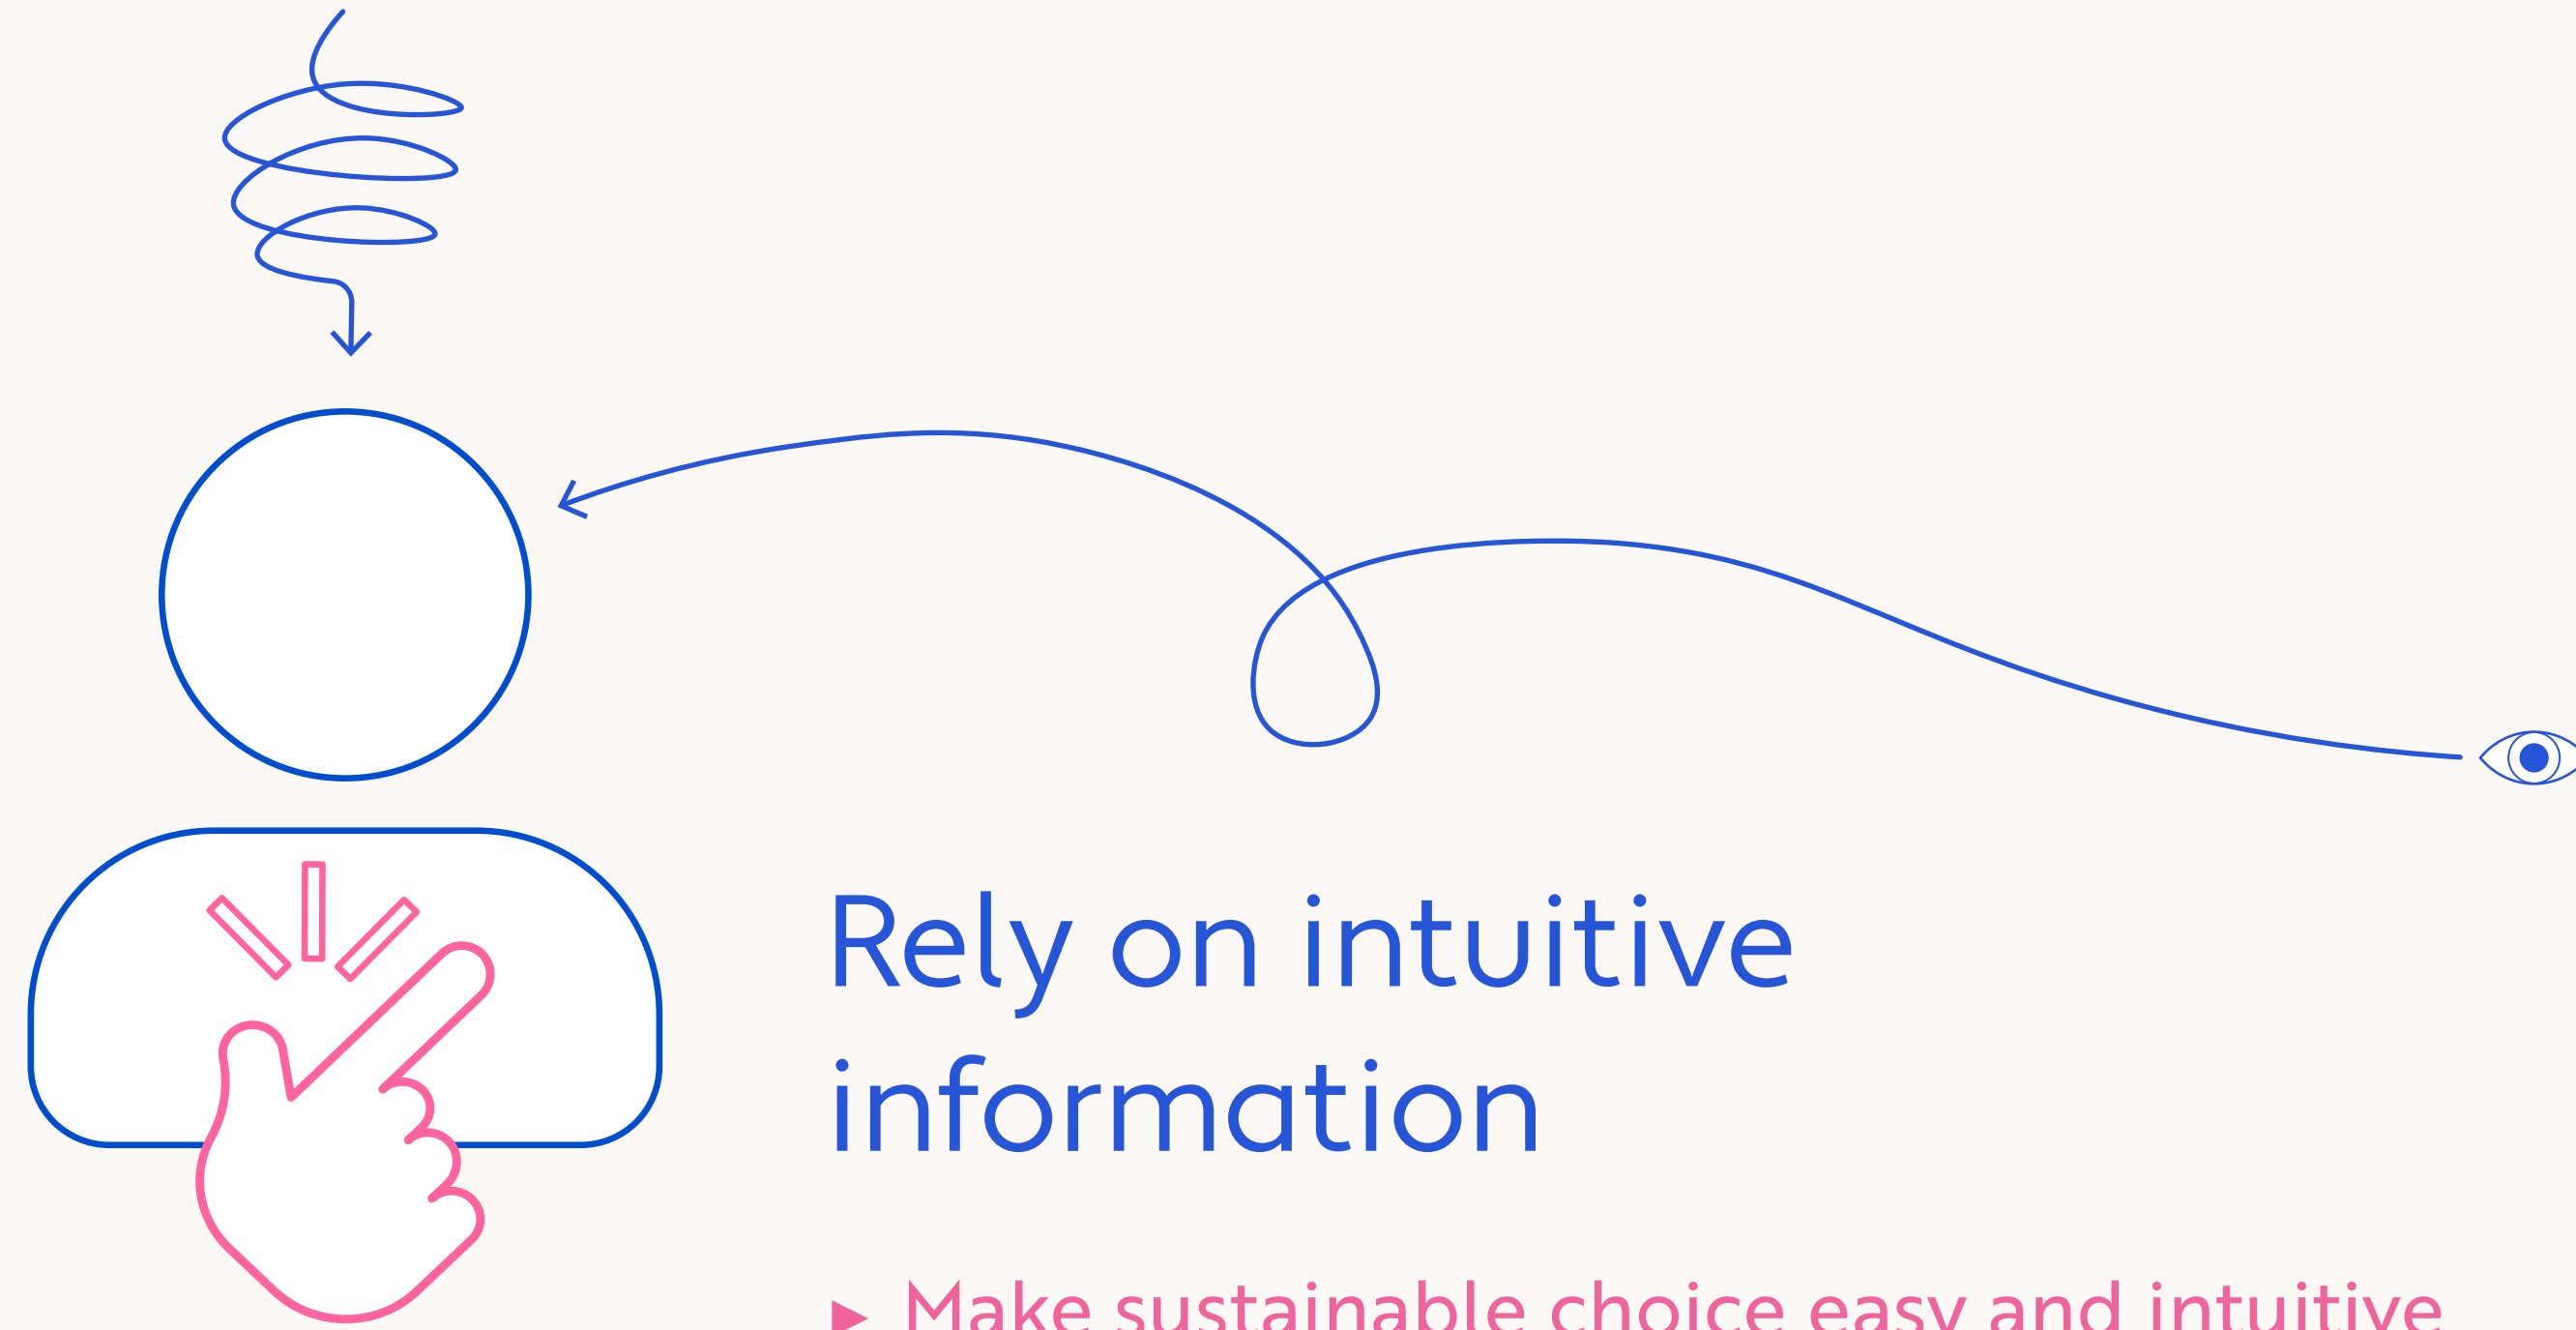 Rely on intuitive
information
▶ Make sustainable choice easy and intuitive